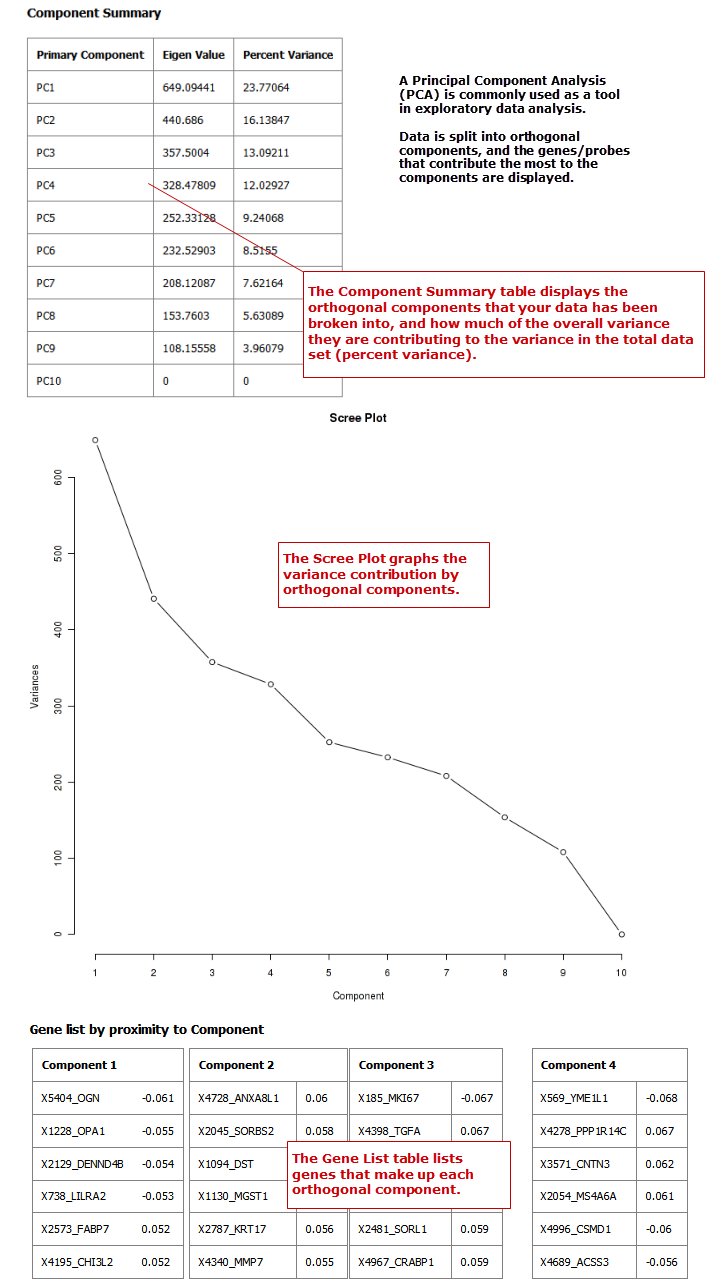 Component Summary
Primary Component Eigen Value Percent Variance
PC1 649.09441 23.77064
PC2 440.686 16.13847
PC3 357.5004 13.09211
PC4 328.47809 12.02927
PC5 252.33128 9.24068
PC6 232.52903 8.5155
PC7 208.12087 7.62164
PC8 153.7603 5.63089
PC9 108.15558 3.96079
PC10 0 0
A Principal Component Analysis
(PCA) is commonly used as a tool
in exploratory data analysis.
Data is split into orthogonal
components, and the genes/probes
that contribute the most to the
components are displayed.
The Component Summary table displays the
orthogonal components that your data has been
broken into, and how much of the overall variance
they are contributing to the variance in the total data
set (percent variance).
Scree Plot
The Scree Plot graphs the
variance contribution by
orthogonal components.
Variances
600
500
400
300
200
100
0
1 2 3 4 5 6 7 8 9 10
Component
Gene list by proximity to Component
Component 1 Component 2 Component 3 Component 4
X5404_OGN -0.061 X4728_ANXA8L1 0.06 X185_MKI67 -0.067 X569_YME1L1 -0.068
X1228_OPA1 -0.055 X2045_SORBS2 0.058 X4398_TGFA 0.067 X4278_PPP1R14C 0.067
X2129_DENND4B -0.054 X1094_DST X3571_CNTN3 0.062
X738_LILRA2 -0.053 X1130_MGST1 X2054_MS4A6A 0.061
X2573_FABP7 0.052 X2787_KRT17 0.056 X2481_SORL1 0.059 X4996_CSMD1 -0.06
X4195_CHI3L2 0.052 X4340_MMP7 0.055 X4967_CRABP1 0.059 X4689_ACSS3 -0.056
The Gene List table lists
genes that make up each
orthogonal component.